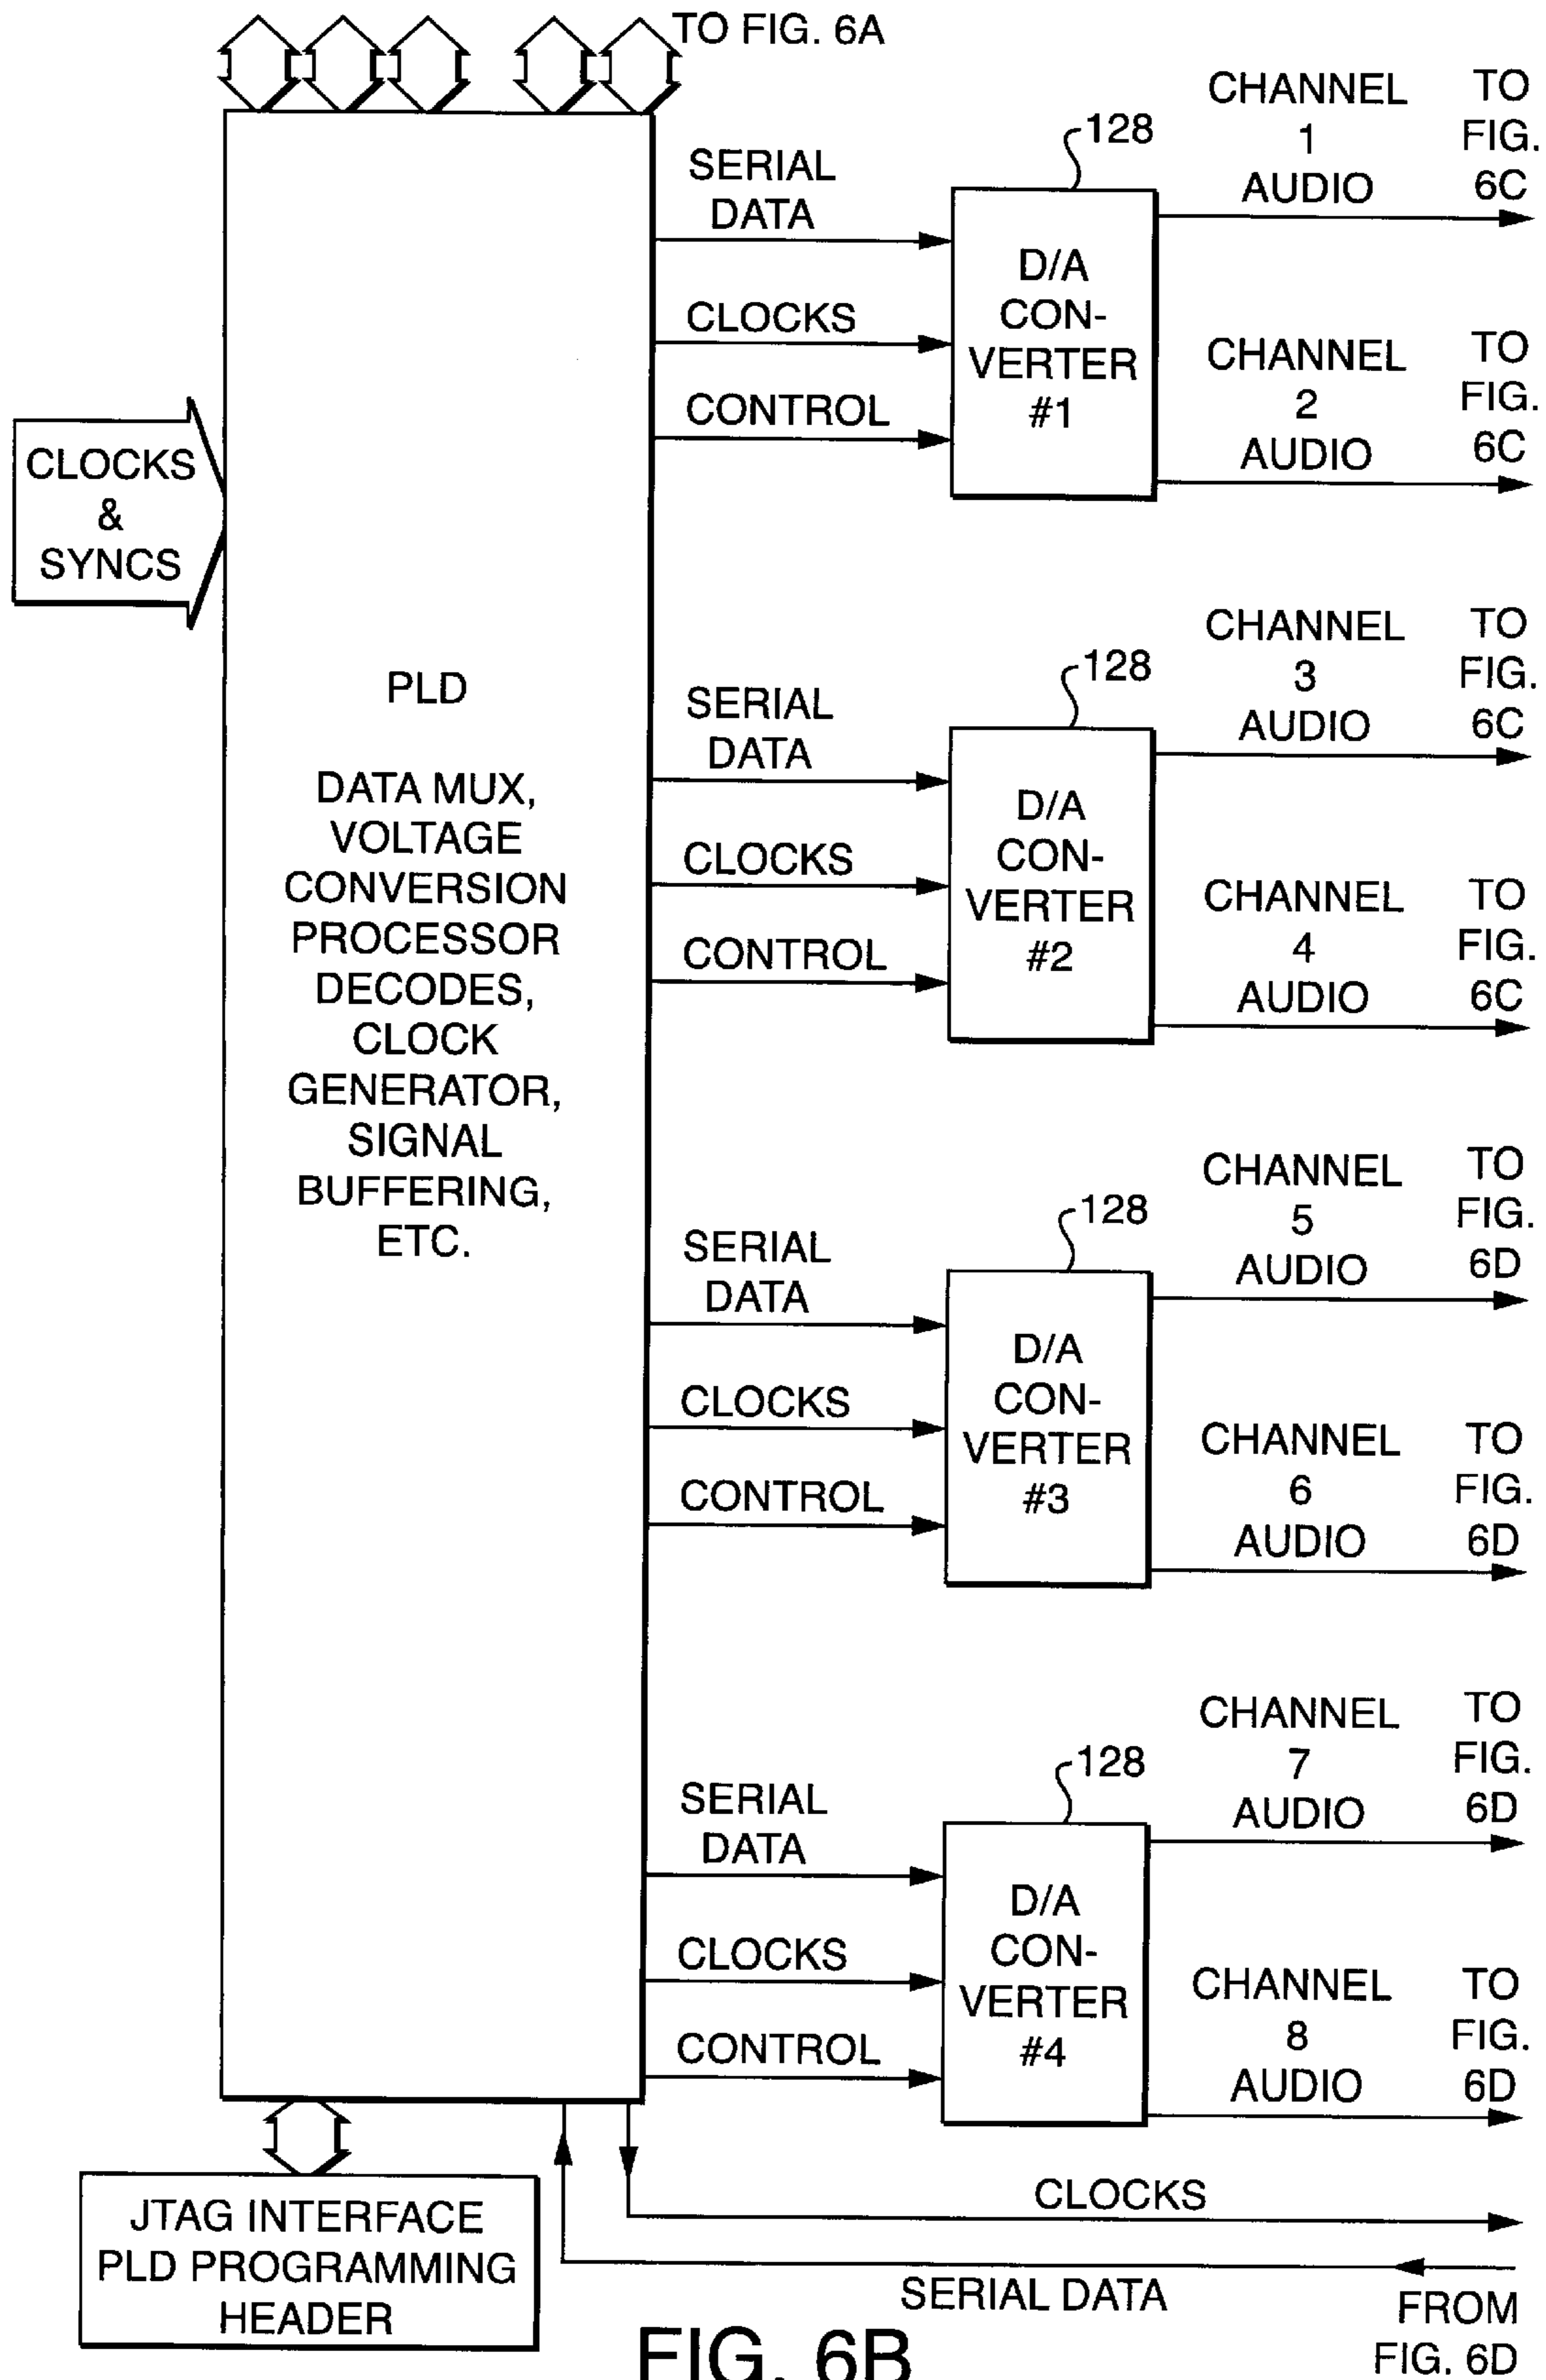 TO FIG. 6A
CLOCKS
&
SYNCS
PLD
DATA MUX,
VOLTAGE
CONVERSION
PROCESSOR
DECODES,
CLOCK
GENERATOR,
SIGNAL
BUFFERING,
ETC.
SERIAL
DATA
CLOCKS
CONTROL
128
D/A
CON-
VERTER
#1
CHANNEL
1
AUDIO
TO
FIG.
6C
CHANNEL
2
AUDIO
TO
FIG.
6C
SERIAL
DATA
CLOCKS
CONTROL
128
D/A
CON-
VERTER
#2
CHANNEL
3
AUDIO
TO
FIG.
6C
CHANNEL
4
AUDIO
TO
FIG.
6C
SERIAL
DATA
CLOCKS
CONTROL
128
D/A
CON-
VERTER
#3
CHANNEL
5
AUDIO
TO
FIG.
6D
CHANNEL
6
AUDIO
TO
FIG.
6D
SERIAL
DATA
CLOCKS
CONTROL
128
D/A
CON-
VERTER
#4
CHANNEL
7
AUDIO
TO
FIG.
6D
CHANNEL
8
AUDIO
TO
FIG.
6D
JTAG INTERFACE
PLD PROGRAMMING
HEADER
CLOCKS
SERIAL DATA
FROM
FIG. 6D
FIG. 6B